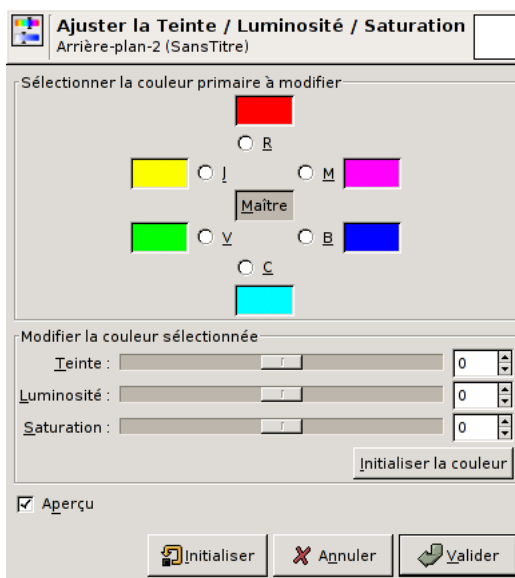 Ajuster la Teinte / Luminosité / Saturation
Arrière-plan-2 (SansTitre)
Sélectionner la couleur primaire à modifier
R
J M
Maître
V B
C
Modifier la couleur sélectionnée
Teinte : 0
Luminosité : 0
Saturation : 0
Initialiser la couleur
Aperçu
Initialiser Annuler Valider